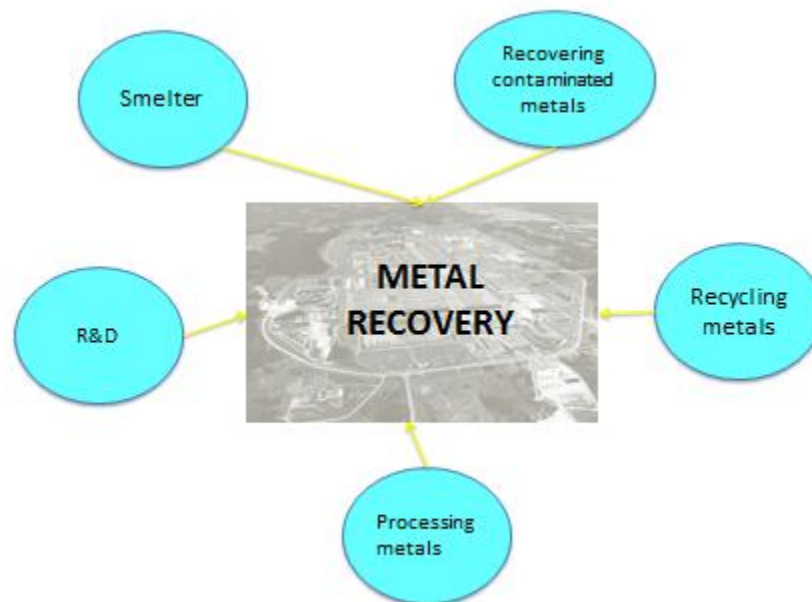 Smelter
Recovering
contaminated
metals
METAL
RECOVERY
R&D
Recycling
metals
Processing
metals